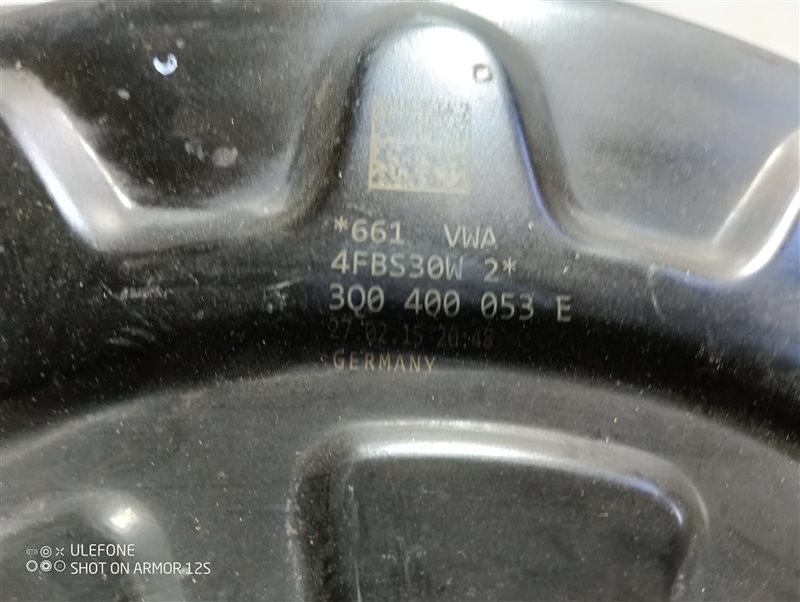 *661 VWA
4FBS30W 2*
3Q0 400 053 E
27.02.15 20:48
GERMANY
ULEFONE
SHOT ON ARMOR 12S